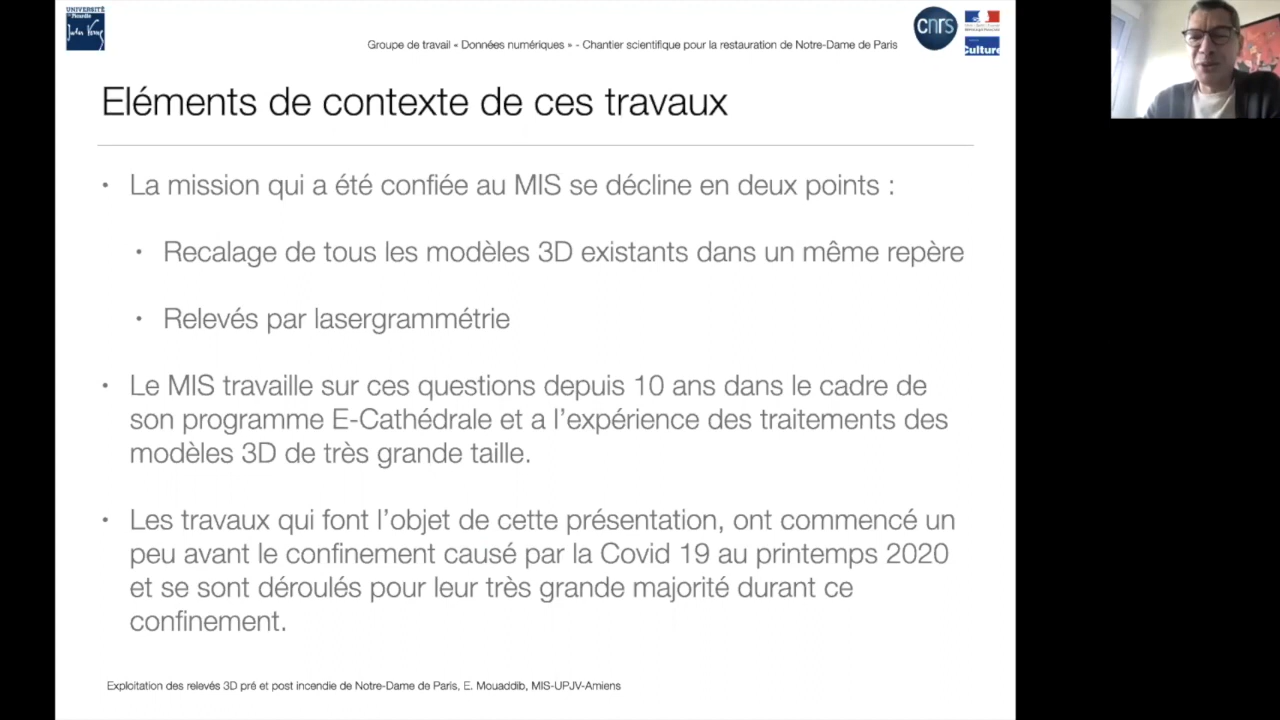 UNIVERSITÉ
de Picardie
Jules Verne
Groupe de travail « Données numériques » - Chantier scientifique pour la restauration de Notre-Dame de Paris
cnrs
Culture
Eléments de contexte de ces travaux
• La mission qui a été confiée au MIS se décline en deux points :
• Recalage de tous les modèles 3D existants dans un même repère
• Relevés par lasergrammétrie
• Le MIS travaille sur ces questions depuis 10 ans dans le cadre de
son programme E-Cathédrale et a l’expérience des traitements des
modèles 3D de très grande taille.
• Les travaux qui font l’objet de cette présentation, ont commencé un
peu avant le confinement causé par la Covid 19 au printemps 2020
et se sont déroulés pour leur très grande majorité durant ce
confinement.
Exploitation des relevés 3D pré et post incendie de Notre-Dame de Paris, E. Mouaddib, MIS-UPJV-Amiens